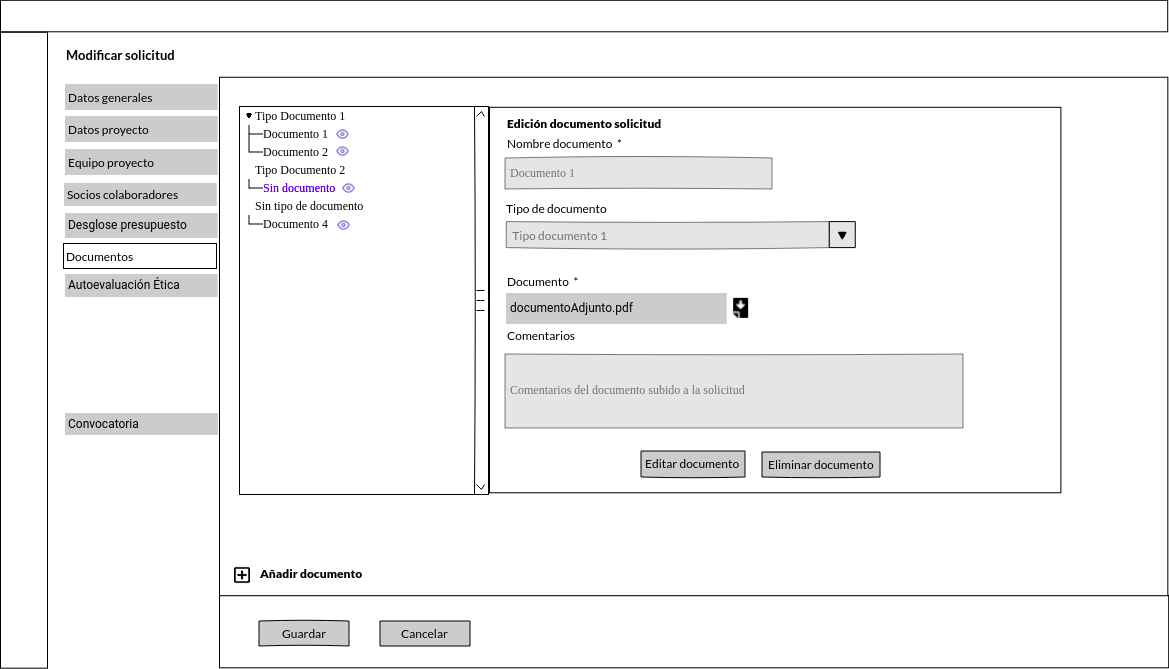 Modificar solicitud
Datos generales
Datos proyecto
Equipo proyecto
Socios colaboradores
Desglose presupuesto
Documentos
Autoevaluación Ética
Convocatoria
Tipo Documento 1
Documento 1
Documento 2
Tipo Documento 2
Sin documento
Sin tipo de documento
Documento 4
Edición documento solicitud
Nombre documento *
Documento 1
Tipo de documento
Tipo documento 1
Documento *
documentoAdjunto.pdf
Comentarios
Comentarios del documento subido a la solicitud
Editar documento
Eliminar documento
Añadir documento
Guardar
Cancelar